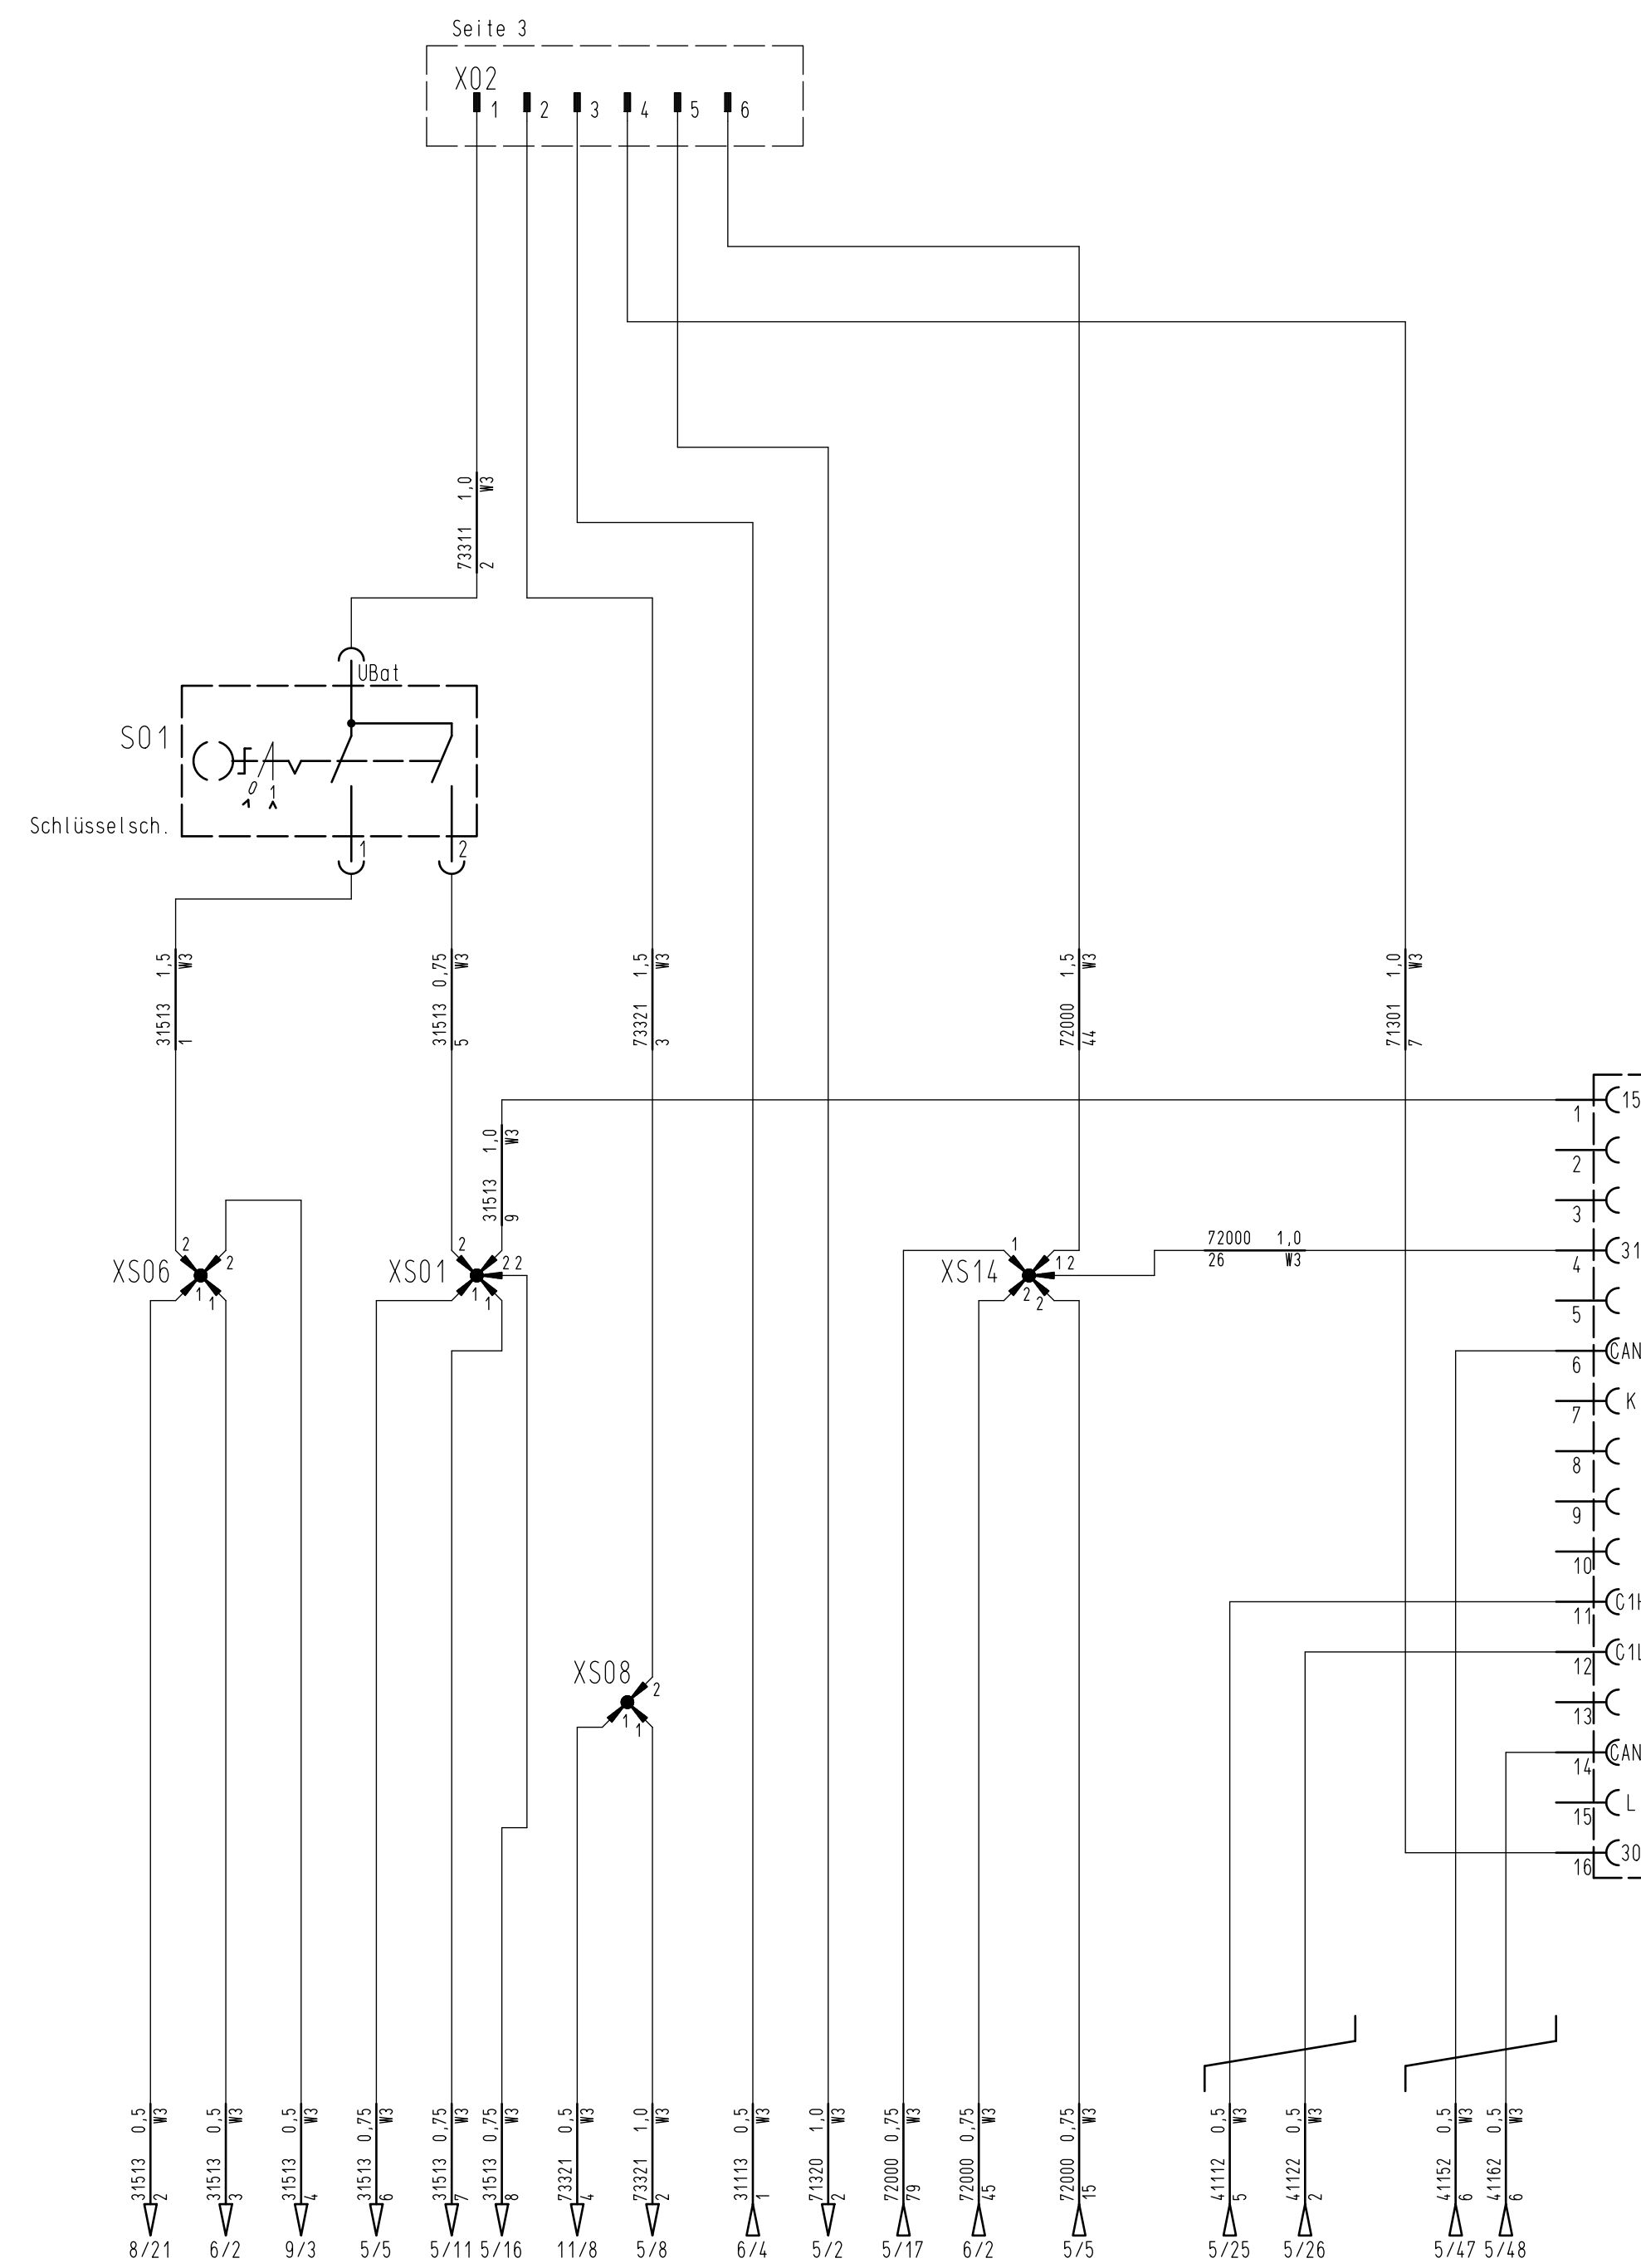 Seite 3
X02
1 2 3 4 5 6
1,0 W3
73311 2
UBat
S01
0 1
Schlüsselsch.
1 2
31513 1,5 W3 1
31513 0,75 W3 5
73321 1,5 W3 3
72000 1,5 W3 44
71301 1,0 W3 7
1 15
31513 1,0 W3 9
2
3
72000 1,0
26 W3
4 31
XS06 2 2 1 1
XS01 2 2 2 1 1
XS14 1 1 2 2 2
5
6 CAN
7 K
8
9
10
11 C1H
12 C1L
XS08 2 1 1
13
14 CAN
15 L
16 30
31513 0,5 W3 2
31513 0,5 W3 3
31513 0,5 W3 4
31513 0,75 W3 6
31513 0,75 W3 7
31513 0,75 W3 8
73321 0,5 W3 4
73321 1,0 W3 2
31113 0,5 W3 1
71320 1,0 W3 2
72000 0,75 W3 79
72000 0,75 W3 45
72000 0,75 W3 15
41112 0,5 W3 5
41122 0,5 W3 2
41152 0,5 W3 6
41162 0,5 W3 6
8/21 6/2 9/3 5/5 5/11 5/16 11/8 5/8 6/4 5/2 5/17 6/2 5/5 5/25 5/26 5/47 5/48